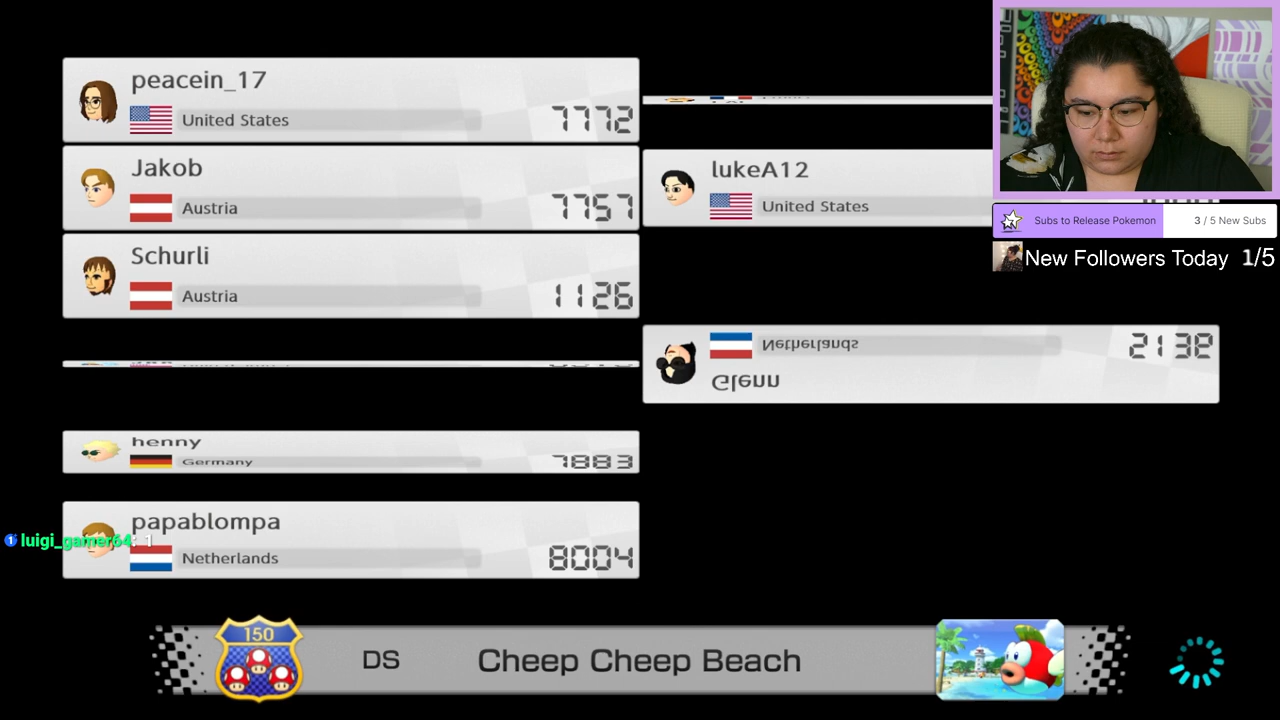 peacein_17
United States
7772
Jakob
Austria
7757
Schurli
Austria
1126
henny
Germany
7883
papablompa
Netherlands
8004
luigi_gamer64: 1
lukeA12
United States
Netherlands
2138
Glenn
Subs to Release Pokemon 3 / 5 New Subs
New Followers Today 1/5
150
DS
Cheep Cheep Beach